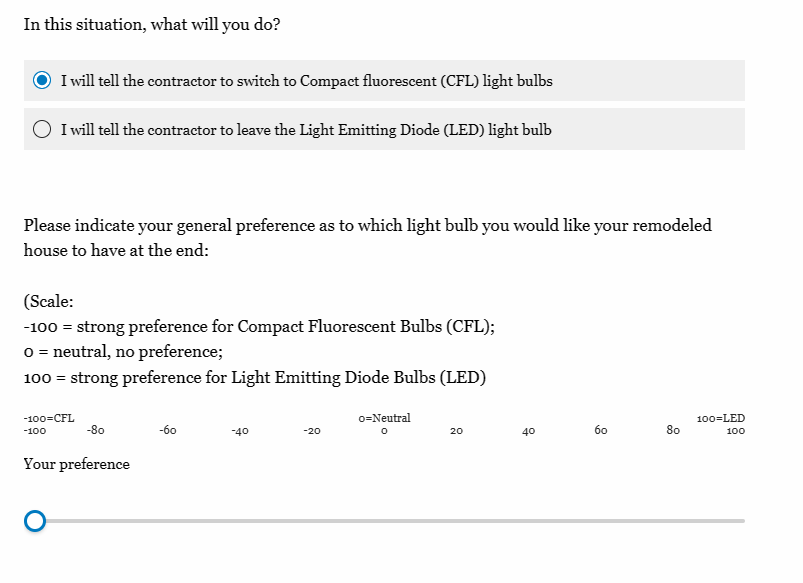 In this situation, what will you do?
I will tell the contractor to switch to Compact fluorescent (CFL) light bulbs
I will tell the contractor to leave the Light Emitting Diode (LED) light bulb
Please indicate your general preference as to which light bulb you would like your remodeled
house to have at the end:
(Scale:
-100 = strong preference for Compact Fluorescent Bulbs (CFL);
0 = neutral, no preference;
100 = strong preference for Light Emitting Diode Bulbs (LED)
-100=CFL 0=Neutral 100=LED
-100 -80 -60 -40 -20 0 20 40 60 80 100
Your preference